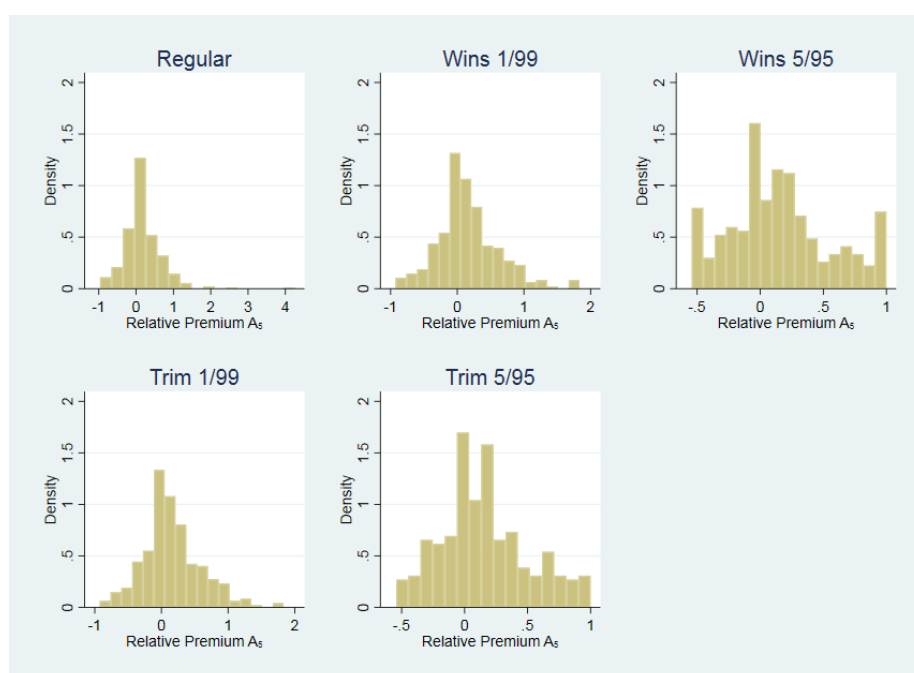 Regular
Density
0 .5 1 1.5 2
-1 0 1 2 3 4
Relative Premium A₅
Wins 1/99
Density
0 .5 1 1.5 2
-1 0 1 2
Relative Premium A₅
Wins 5/95
Density
0 .5 1 1.5 2
-.5 0 .5 1
Relative Premium A₅
Trim 1/99
Density
0 .5 1 1.5 2
-1 0 1 2
Relative Premium A₅
Trim 5/95
Density
0 .5 1 1.5 2
-.5 0 .5 1
Relative Premium A₅